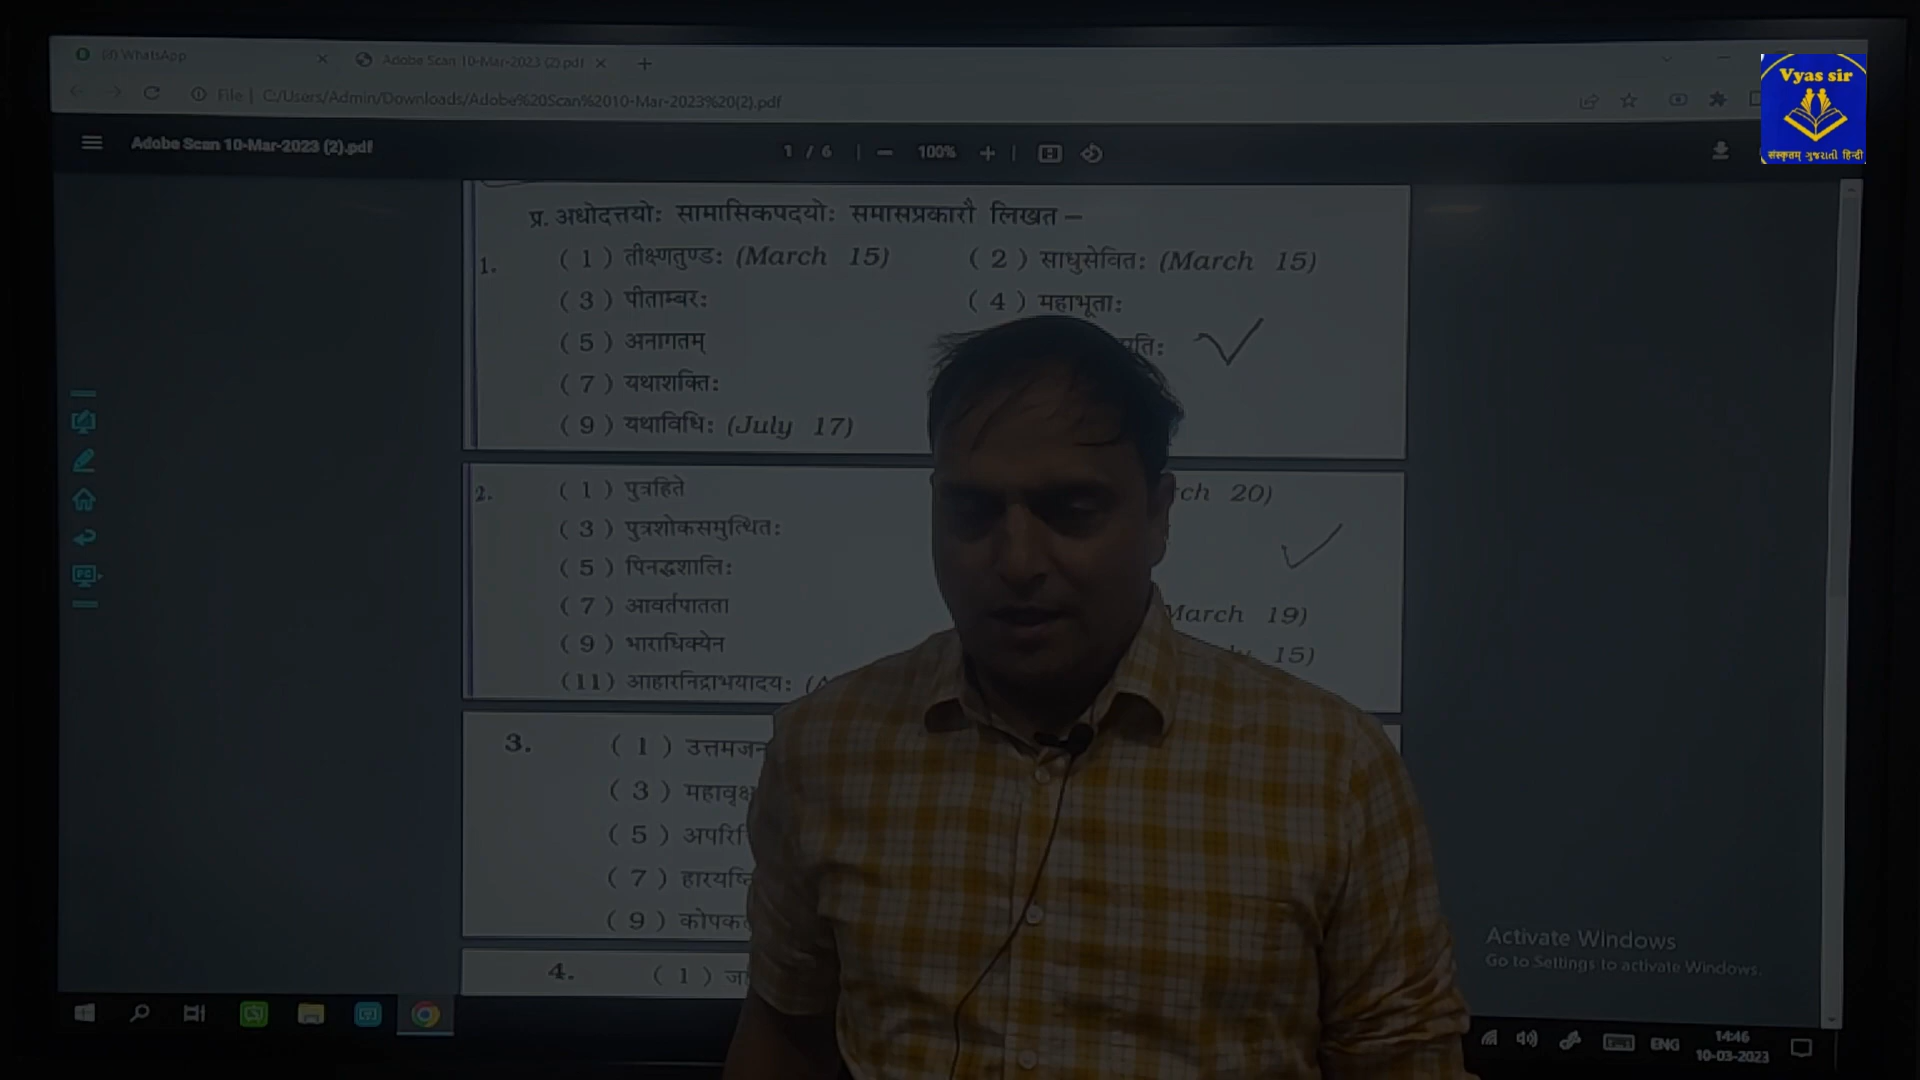 (8) WhatsApp
Adobe Scan 10-Mar-2023 (2).pdf
File | C:/Users/Admin/Downloads/Adobe%20Scan%2010-Mar-2023%20(2).pdf
Vyas sir
संस्कृतम् ગુજરાતી हिन्दी
Adobe Scan 10-Mar-2023 (2).pdf
1 / 6
100%
प्र. अधोदत्तयोः सामासिकपदयोः समासप्रकारौ लिखत –
1. ( 1 ) तीक्ष्णतुण्डः (March 15) ( 2 ) साधुसेवितः (March 15)
( 3 ) पीताम्बरः ( 4 ) महाभूताः
( 5 ) अनागतम्
( 7 ) यथाशक्तिः
( 9 ) यथाविधिः (July 17)
2. ( 1 ) पुत्रहिते 20)
( 3 ) पुत्रशोकसमुत्थितः
( 5 ) पिनद्धशालिः
( 7 ) आवर्तपातता March 19)
( 9 ) भाराधिक्येन 15)
(11) आहारनिद्राभयादयः
3. ( 1 ) उत्तमजन
( 3 ) महावृक्ष
( 5 ) अपरि
( 7 ) हारयष्टि
( 9 ) कोपक
4. ( 1 )
Activate Windows
Go to Settings to activate Windows.
ENG
14:46
10-03-2023